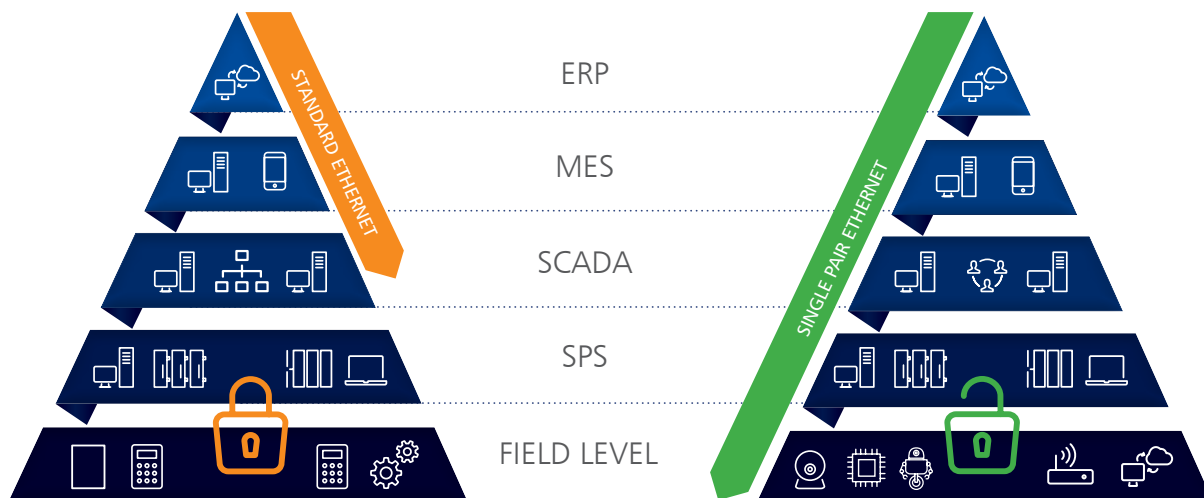 STANDARD ETHERNET
ERP
MES
SCADA
SPS
FIELD LEVEL
SINGLE PAIR ETHERNET